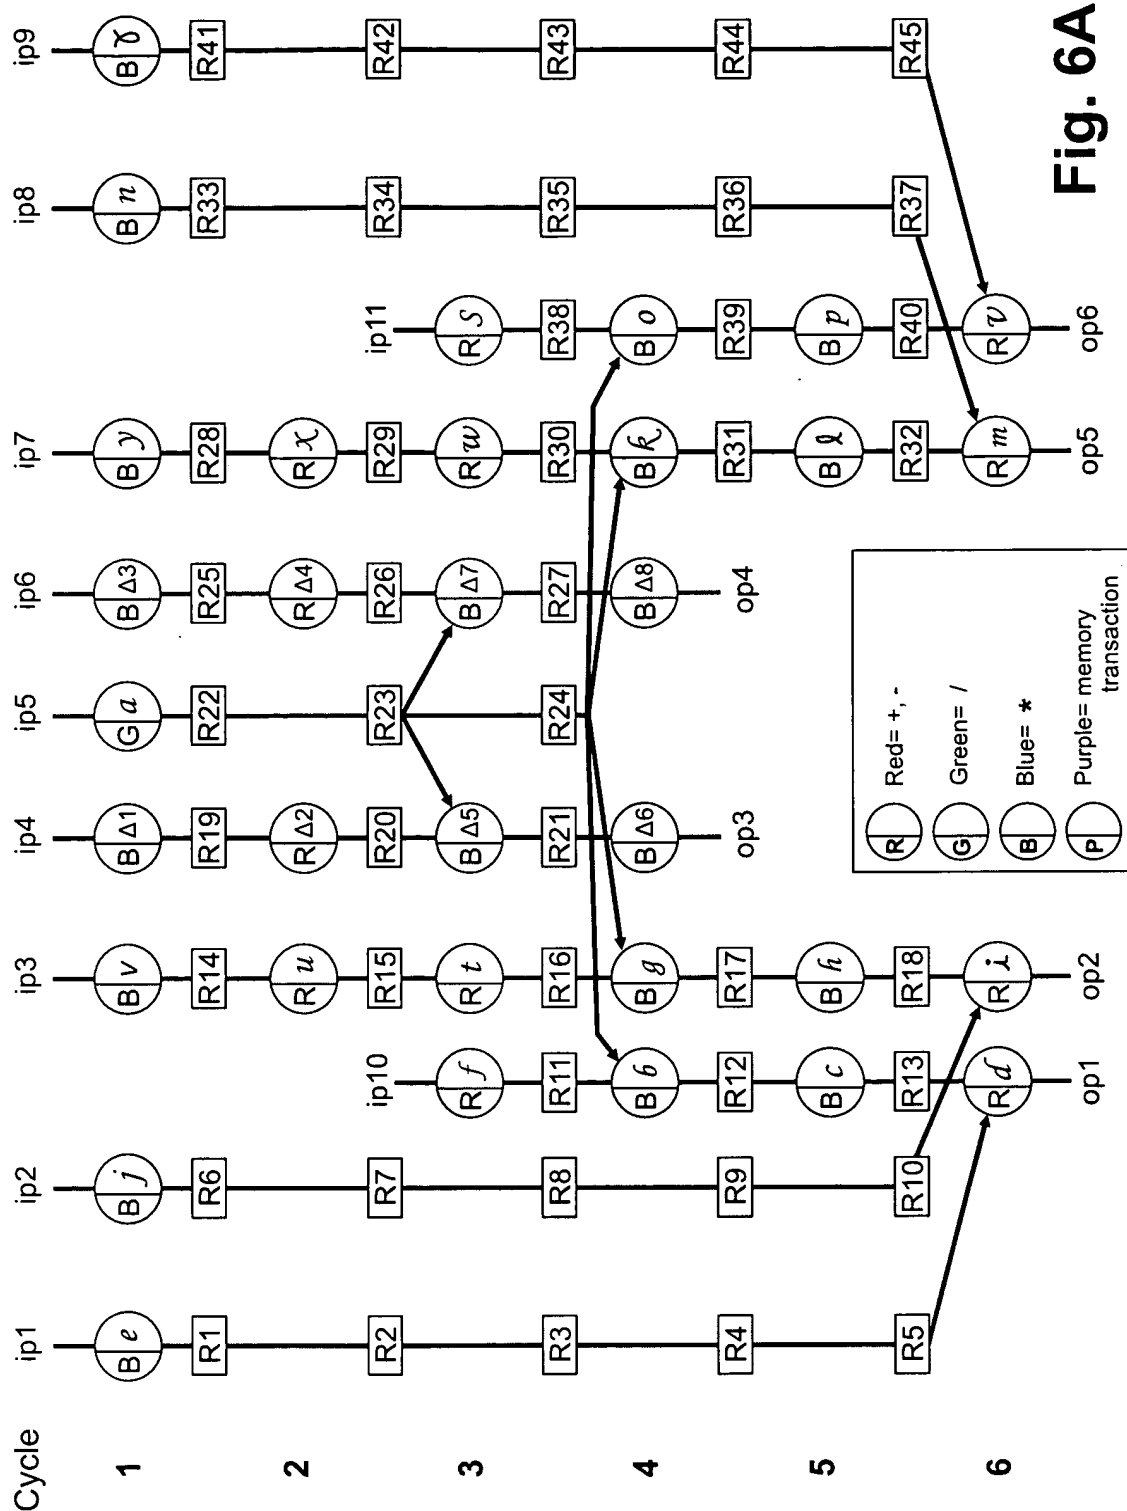 Cycle ip1 ip2 ip3 ip4 ip5 ip6 ip7 ip8 ip9
1 B e B j B v B Δ1 G a B Δ3 B y B n B γ
R1 R6 R14 R19 R22 R25 R28 R33 R41
2 R u R Δ2 R Δ4 R x
R2 R7 R15 R20 R23 R26 R29 R34 R42
ip10 ip11
3 R f R t B Δ5 B Δ7 R w R S
R3 R8 R11 R16 R21 R24 R27 R30 R38 R35 R43
4 B b B g B Δ6 B Δ8 B k B o
R4 R9 R12 R17 R31 R39 R36 R44
op3 op4
5 B c B h B l B p
R5 R10 R13 R18 R32 R40 R37 R45
6 R d R i R m R v
op1 op2 op5 op6
R Red= +, -
G Green= /
B Blue= *
P Purple= memory
transaction
Fig. 6A